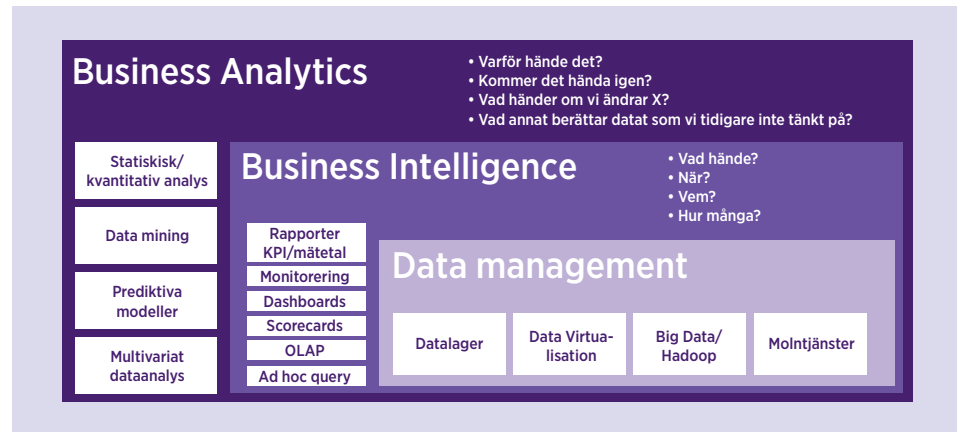 Business Analytics
• Varför hände det?
• Kommer det hända igen?
• Vad händer om vi ändrar X?
• Vad annat berättar datat som vi tidigare inte tänkt på?
Statiskisk/
kvantitativ analys
Data mining
Prediktiva
modeller
Multivariat
dataanalys
Business Intelligence
• Vad hände?
• När?
• Vem?
• Hur många?
Rapporter
KPI/mätetal
Monitorering
Dashboards
Scorecards
OLAP
Ad hoc query
Data management
Datalager
Data Virtua-
lisation
Big Data/
Hadoop
Molntjänster